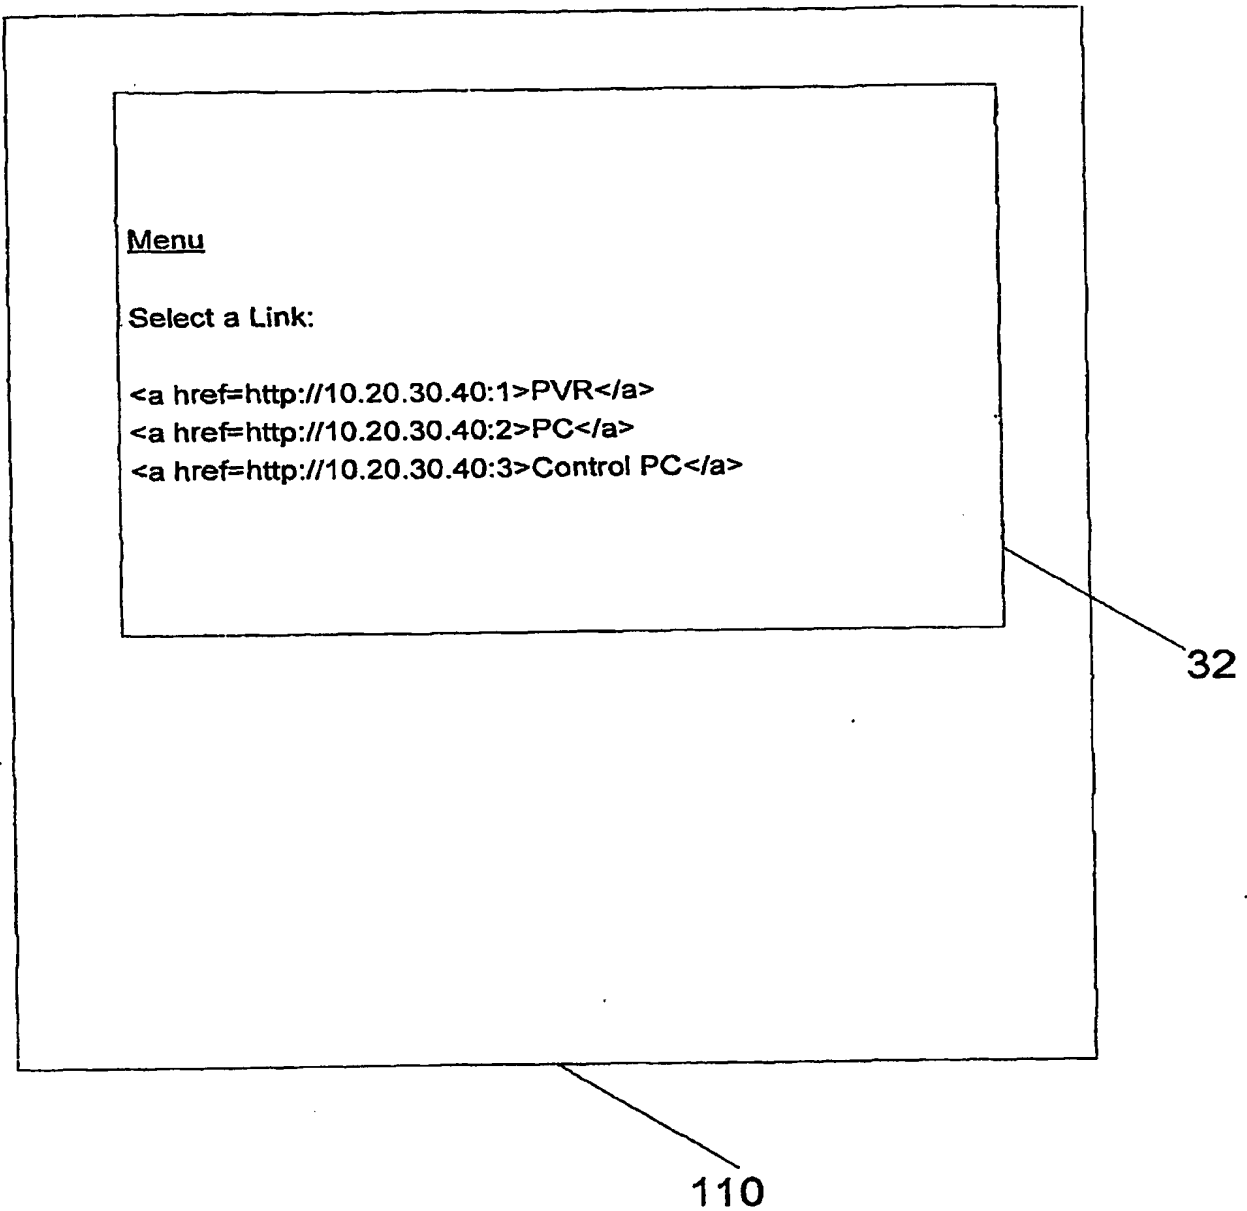 Menu
Select a Link:
<a href=http://10.20.30.40:1>PVR</a>
<a href=http://10.20.30.40:2>PC</a>
<a href=http://10.20.30.40:3>Control PC</a>
32
110